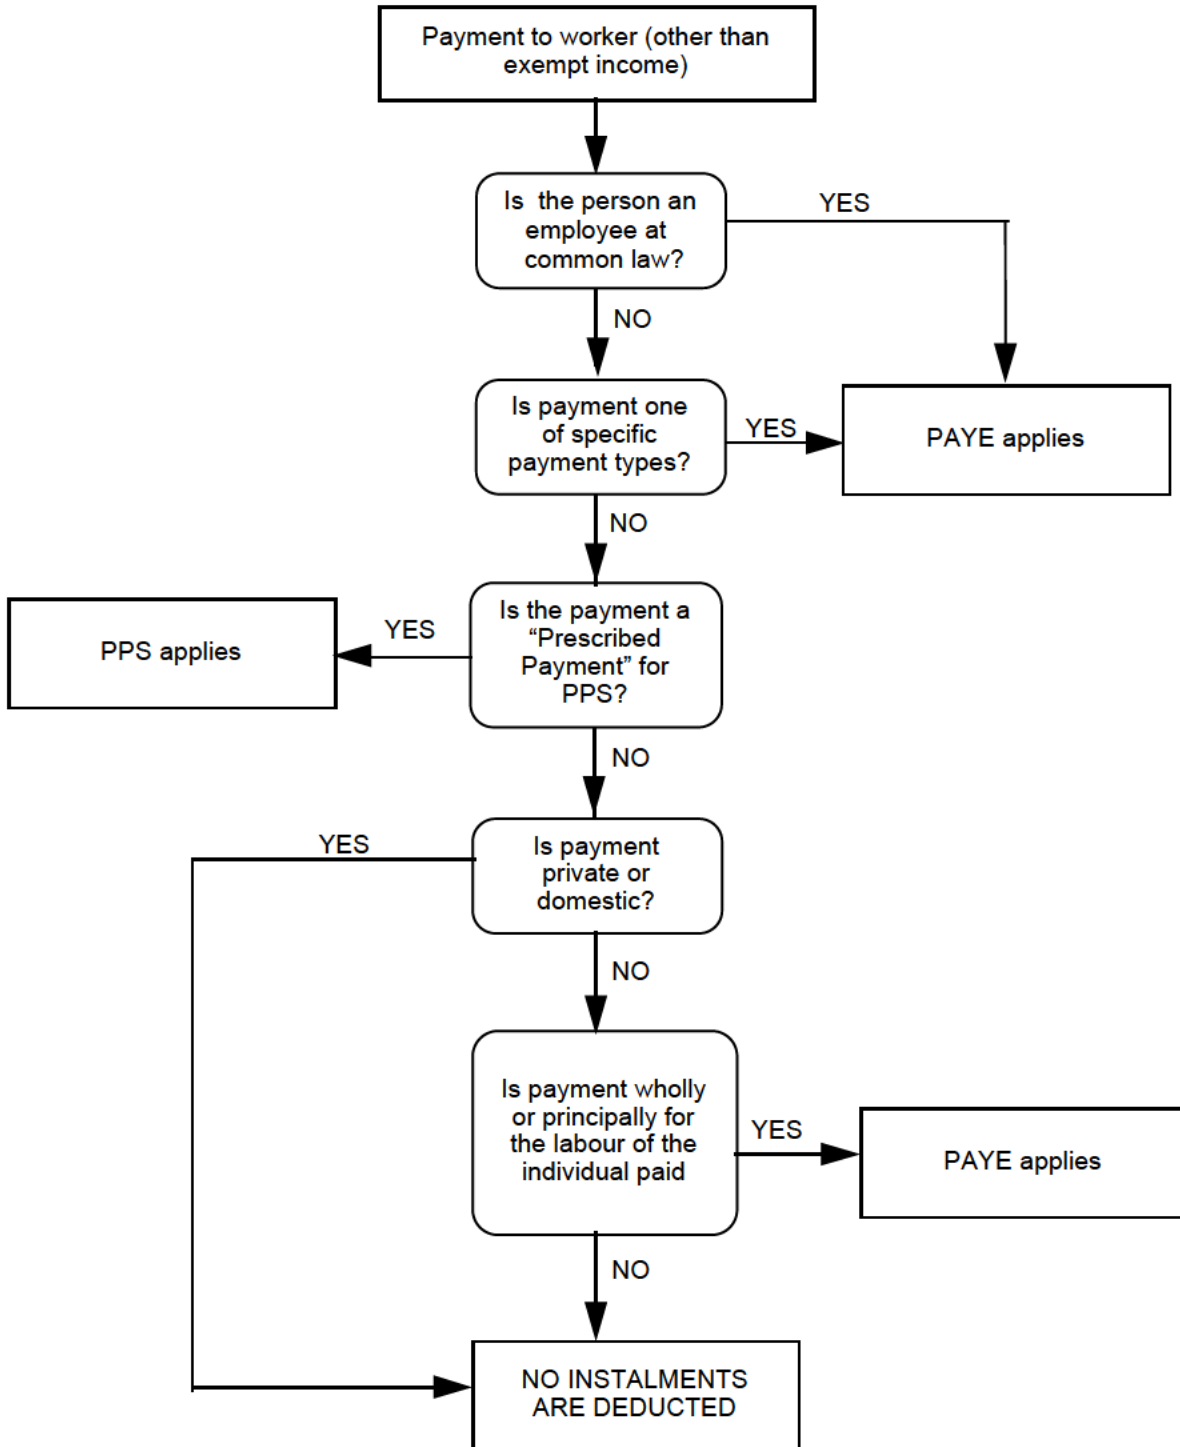 Payment to worker (other than
exempt income)
Is the person an
employee at
common law?
YES
NO
Is payment one
of specific
payment types?
YES
PAYE applies
NO
Is the payment a
“Prescribed
Payment” for
PPS?
YES
PPS applies
NO
Is payment
private or
domestic?
YES
NO
Is payment wholly
or principally for
the labour of the
individual paid
YES
PAYE applies
NO
NO INSTALMENTS
ARE DEDUCTED